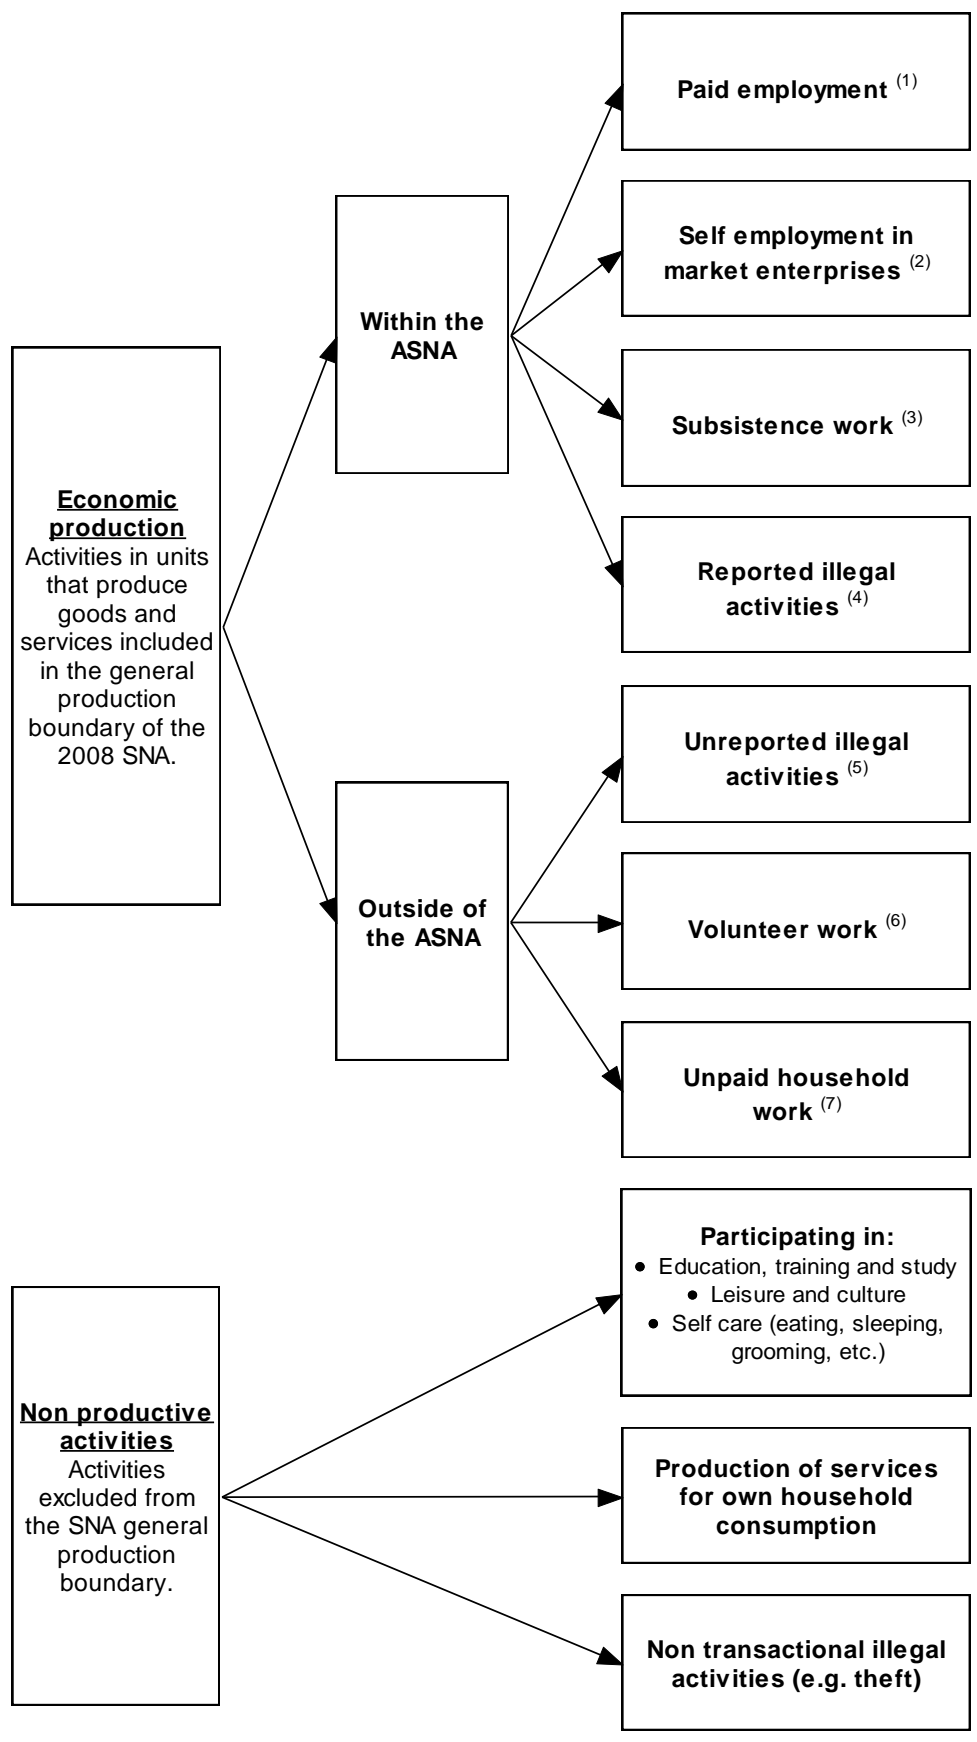 Paid employment (1)
Self employment in
market enterprises (2)
Within the
ASNA
Subsistence work (3)
Reported illegal
activities (4)
Economic
production
Activities in units
that produce
goods and
services included
in the general
production
boundary of the
2008 SNA.
Unreported illegal
activities (5)
Outside of
the ASNA
Volunteer work (6)
Unpaid household
work (7)
Participating in:
● Education, training and study
● Leisure and culture
● Self care (eating, sleeping,
grooming, etc.)
Non productive
activities
Activities
excluded from
the SNA general
production
boundary.
Production of services
for own household
consumption
Non transactional illegal
activities (e.g. theft)